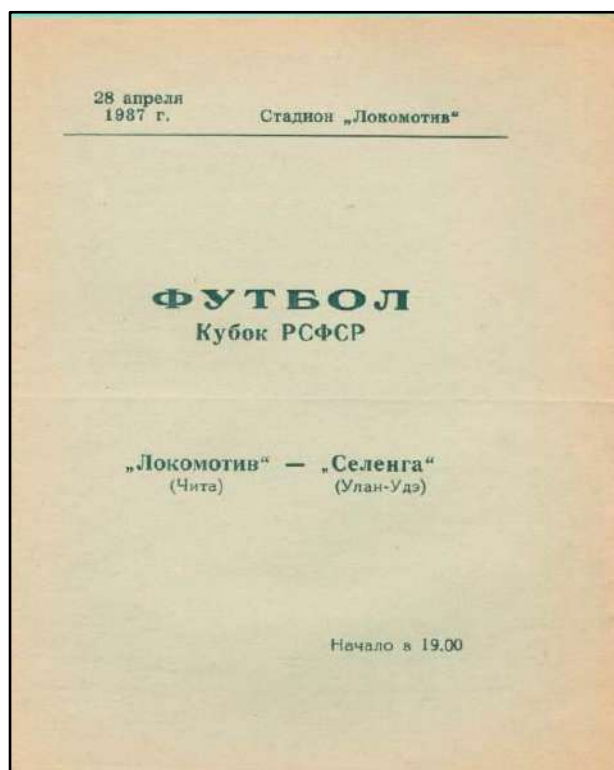 28 апреля
1987 г.
Стадион „Локомотив“
ФУТБОЛ
Кубок РСФСР
„Локомотив“ — „Селенга“
(Чита) (Улан-Удэ)
Начало в 19.00